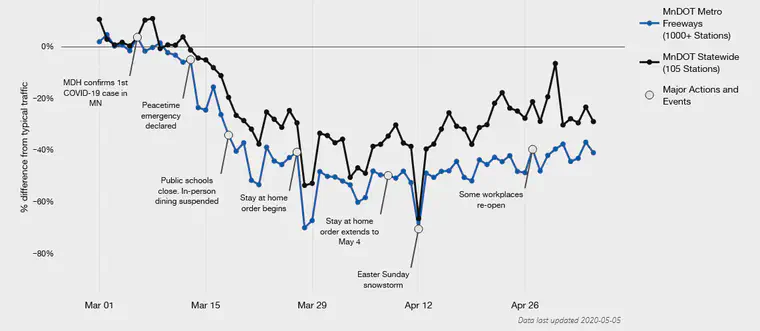 MnDOT Metro
Freeways
(1000+ Stations)
MnDOT Statewide
(105 Stations)
Major Actions and
Events
% difference from typical traffic
0%
−20%
−40%
−60%
−80%
MDH confirms 1st
COVID-19 case in
MN
Peacetime
emergency
declared
Public schools
close. In-person
dining suspended
Stay at home
order begins
Stay at home
order extends to
May 4
Easter Sunday
snowstorm
Some workplaces
re-open
Mar 01
Mar 15
Mar 29
Apr 12
Apr 26
Data last updated 2020-05-05